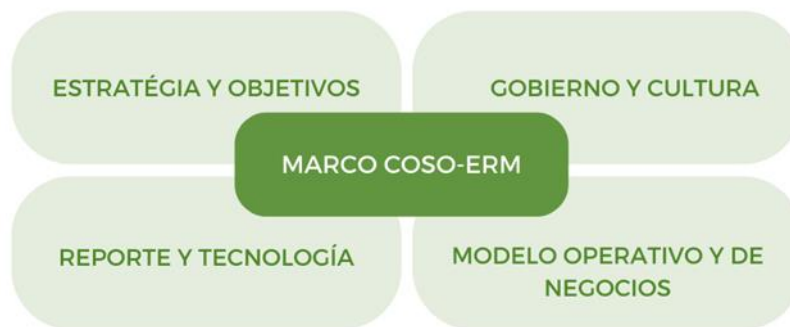 ESTRATÉGIA Y OBJETIVOS
GOBIERNO Y CULTURA
MARCO COSO-ERM
REPORTE Y TECNOLOGÍA
MODELO OPERATIVO Y DE
NEGOCIOS